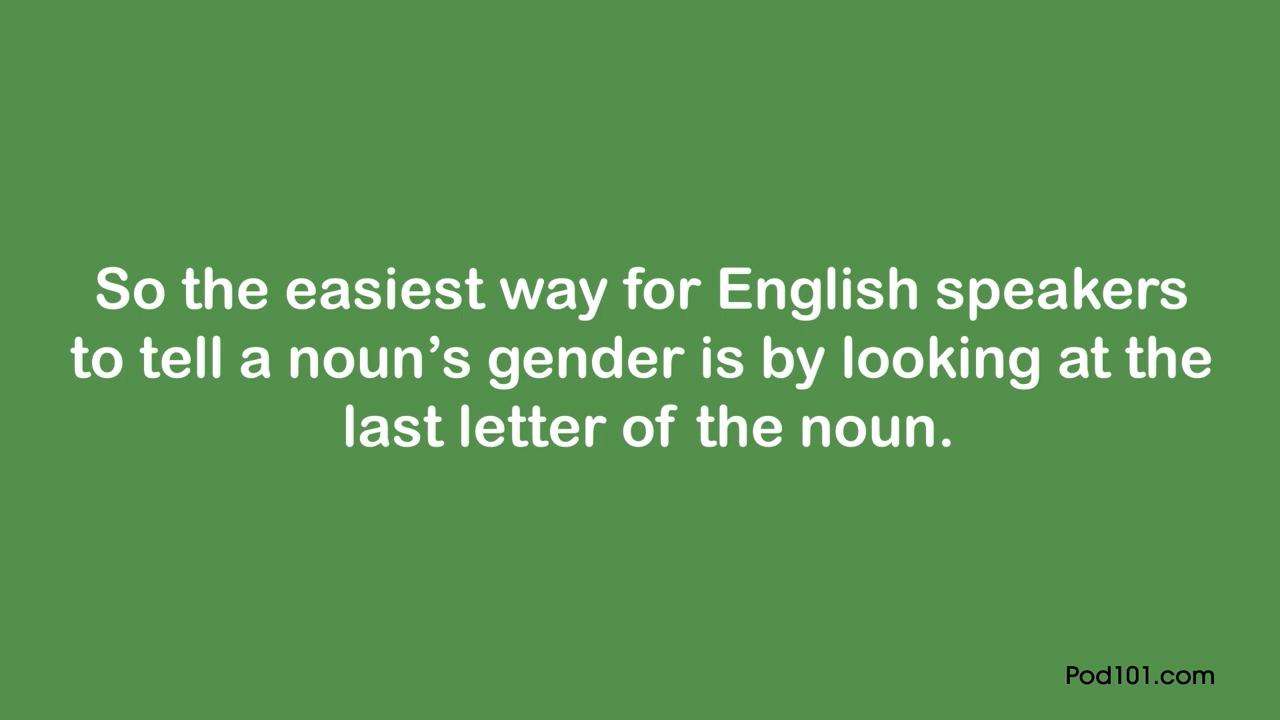 So the easiest way for English speakers
to tell a noun’s gender is by looking at the
last letter of the noun.
Pod101.com